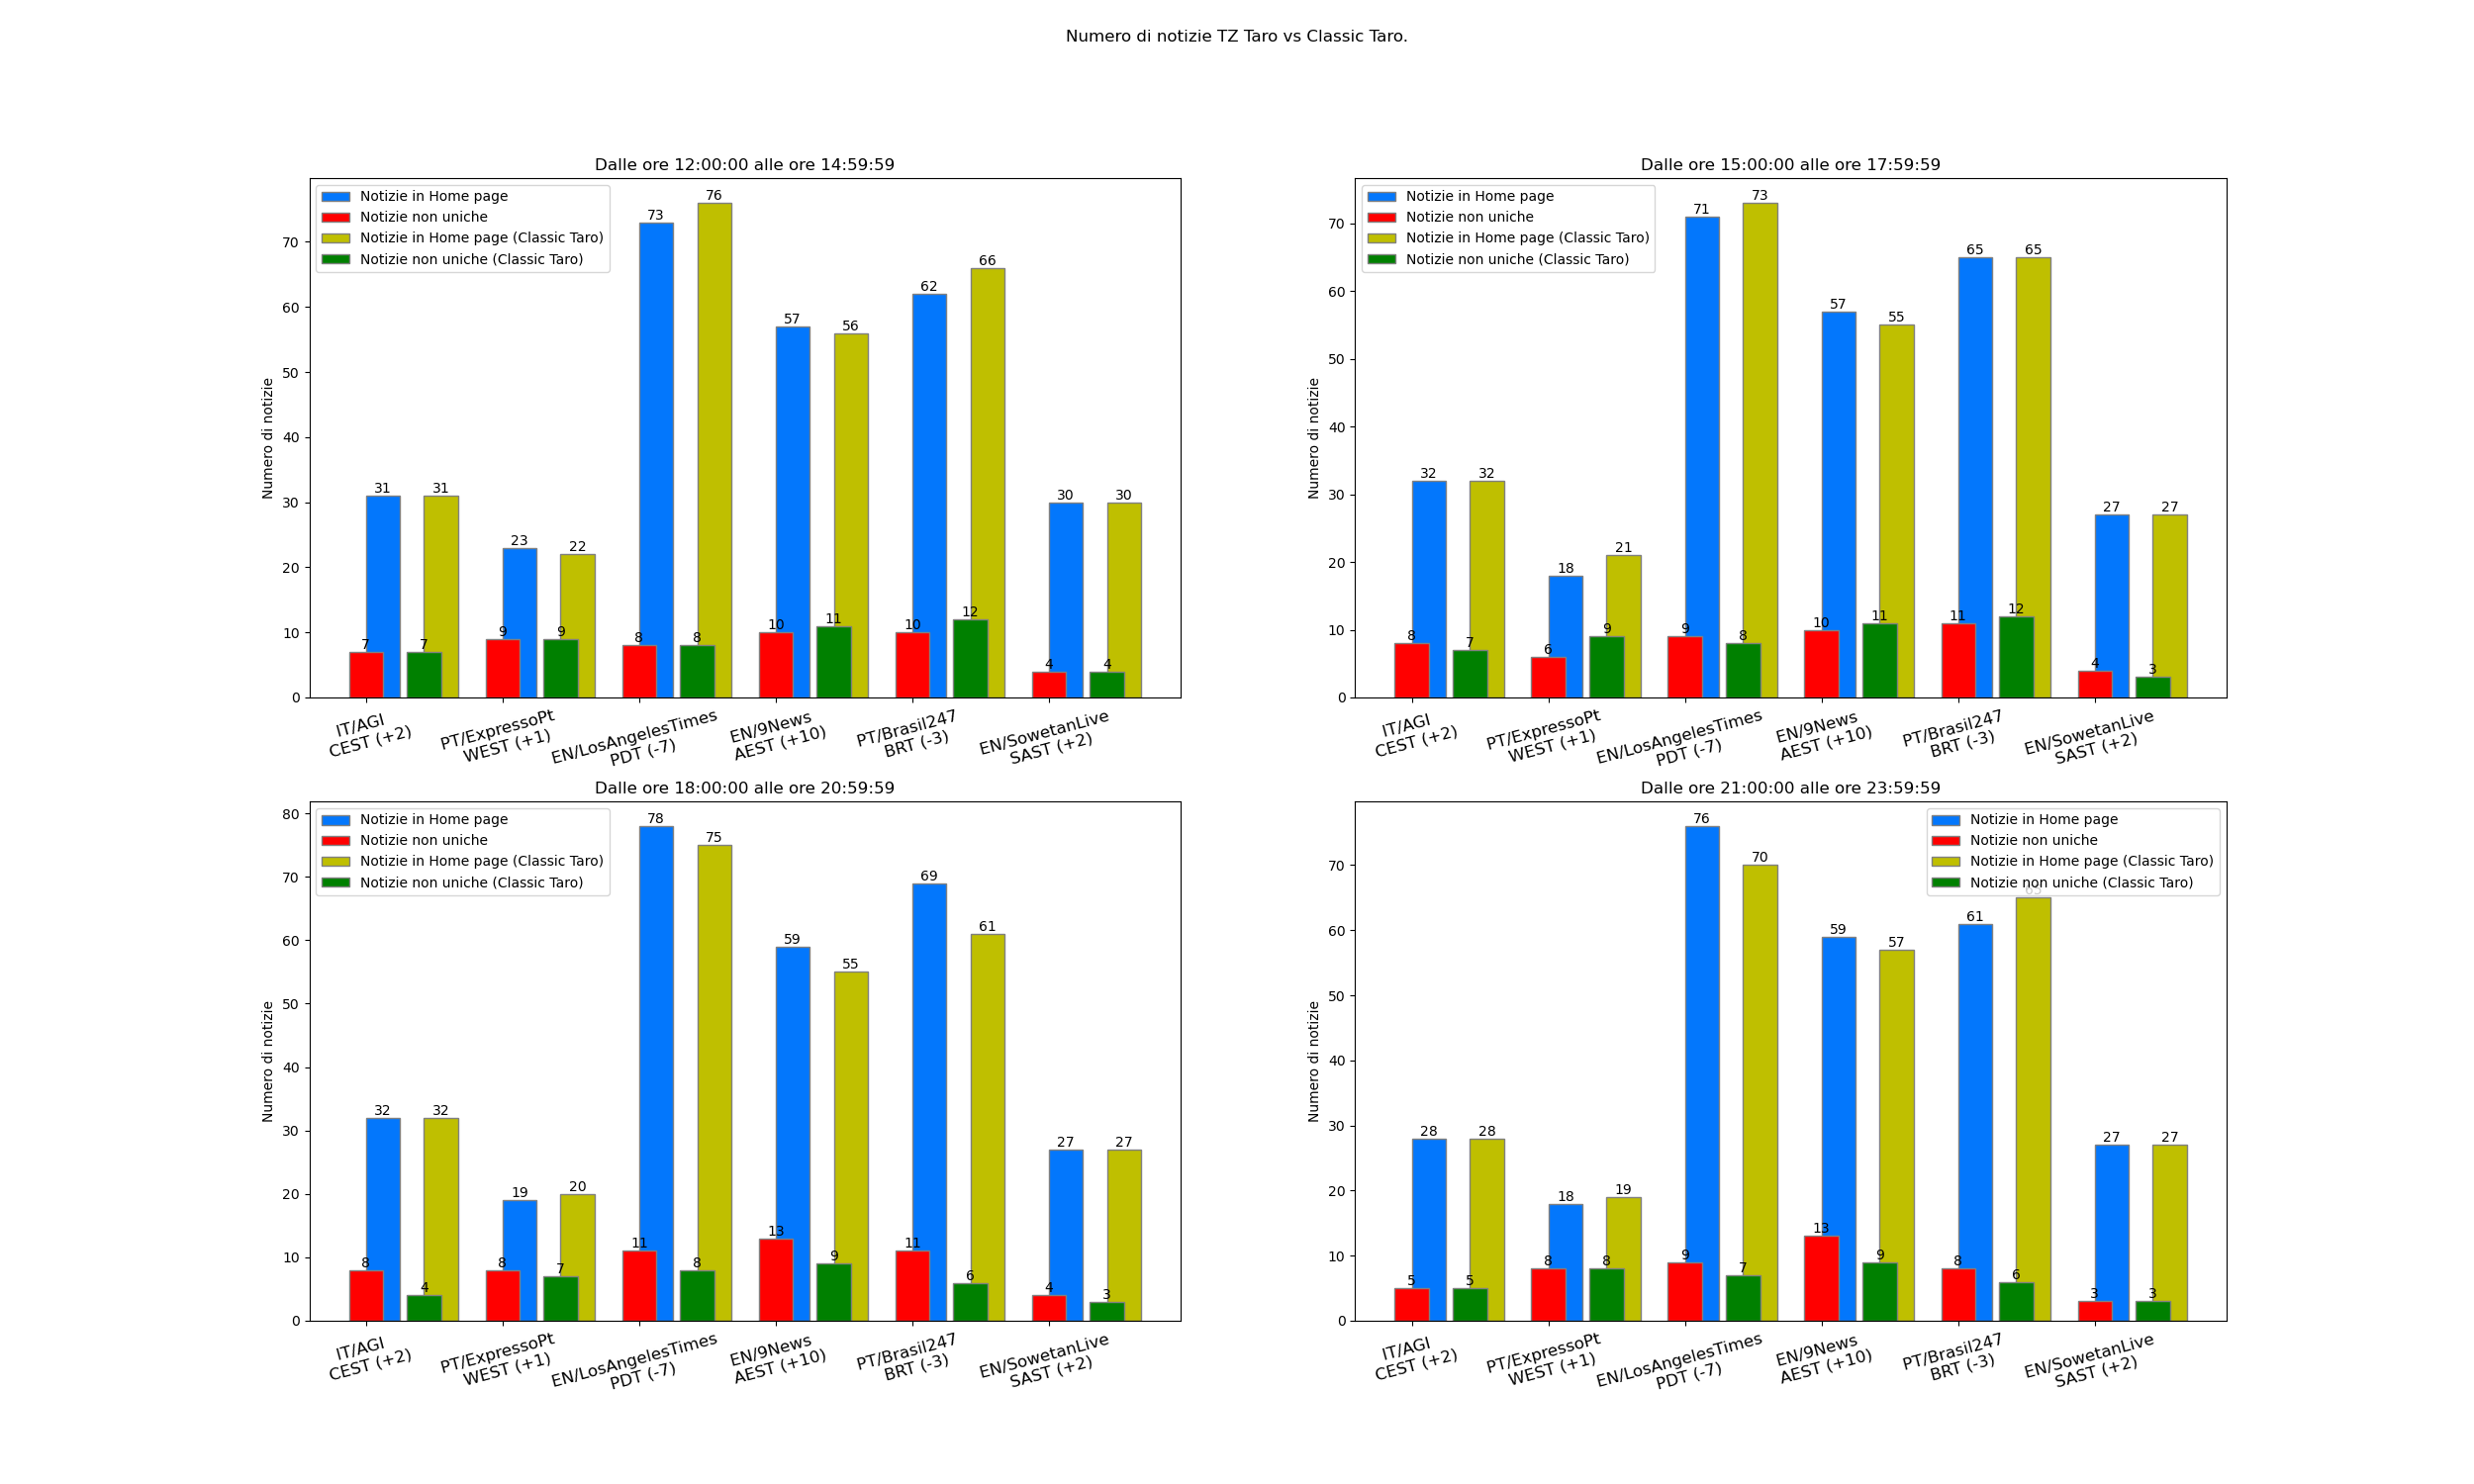 Numero di notizie TZ Taro vs Classic Taro.
Dalle ore 12:00:00 alle ore 14:59:59
Notizie in Home page
Notizie non uniche
Notizie in Home page (Classic Taro)
Notizie non uniche (Classic Taro)
Numero di notizie
70
60
50
40
30
20
10
0
7 31 7 31
9 23 9 22
8 73 8 76
10 57 11 56
10 62 12 66
4 30 4 30
IT/AGI
CEST (+2)
PT/ExpressoPt
WEST (+1)
EN/LosAngelesTimes
PDT (-7)
EN/9News
AEST (+10)
PT/Brasil247
BRT (-3)
EN/SowetanLive
SAST (+2)
Dalle ore 15:00:00 alle ore 17:59:59
Notizie in Home page
Notizie non uniche
Notizie in Home page (Classic Taro)
Notizie non uniche (Classic Taro)
Numero di notizie
70
60
50
40
30
20
10
0
8 32 7 32
6 18 9 21
9 71 8 73
10 57 11 55
11 65 12 65
4 27 3 27
IT/AGI
CEST (+2)
PT/ExpressoPt
WEST (+1)
EN/LosAngelesTimes
PDT (-7)
EN/9News
AEST (+10)
PT/Brasil247
BRT (-3)
EN/SowetanLive
SAST (+2)
Dalle ore 18:00:00 alle ore 20:59:59
Notizie in Home page
Notizie non uniche
Notizie in Home page (Classic Taro)
Notizie non uniche (Classic Taro)
Numero di notizie
80
70
60
50
40
30
20
10
0
8 32 4 32
8 19 7 20
11 78 8 75
13 59 9 55
11 69 6 61
4 27 3 27
IT/AGI
CEST (+2)
PT/ExpressoPt
WEST (+1)
EN/LosAngelesTimes
PDT (-7)
EN/9News
AEST (+10)
PT/Brasil247
BRT (-3)
EN/SowetanLive
SAST (+2)
Dalle ore 21:00:00 alle ore 23:59:59
Notizie in Home page
Notizie non uniche
Notizie in Home page (Classic Taro)
Notizie non uniche (Classic Taro)
Numero di notizie
70
60
50
40
30
20
10
0
5 28 5 28
8 18 8 19
9 76 7 70
13 59 9 57
8 61 6 65
3 27 3 27
IT/AGI
CEST (+2)
PT/ExpressoPt
WEST (+1)
EN/LosAngelesTimes
PDT (-7)
EN/9News
AEST (+10)
PT/Brasil247
BRT (-3)
EN/SowetanLive
SAST (+2)